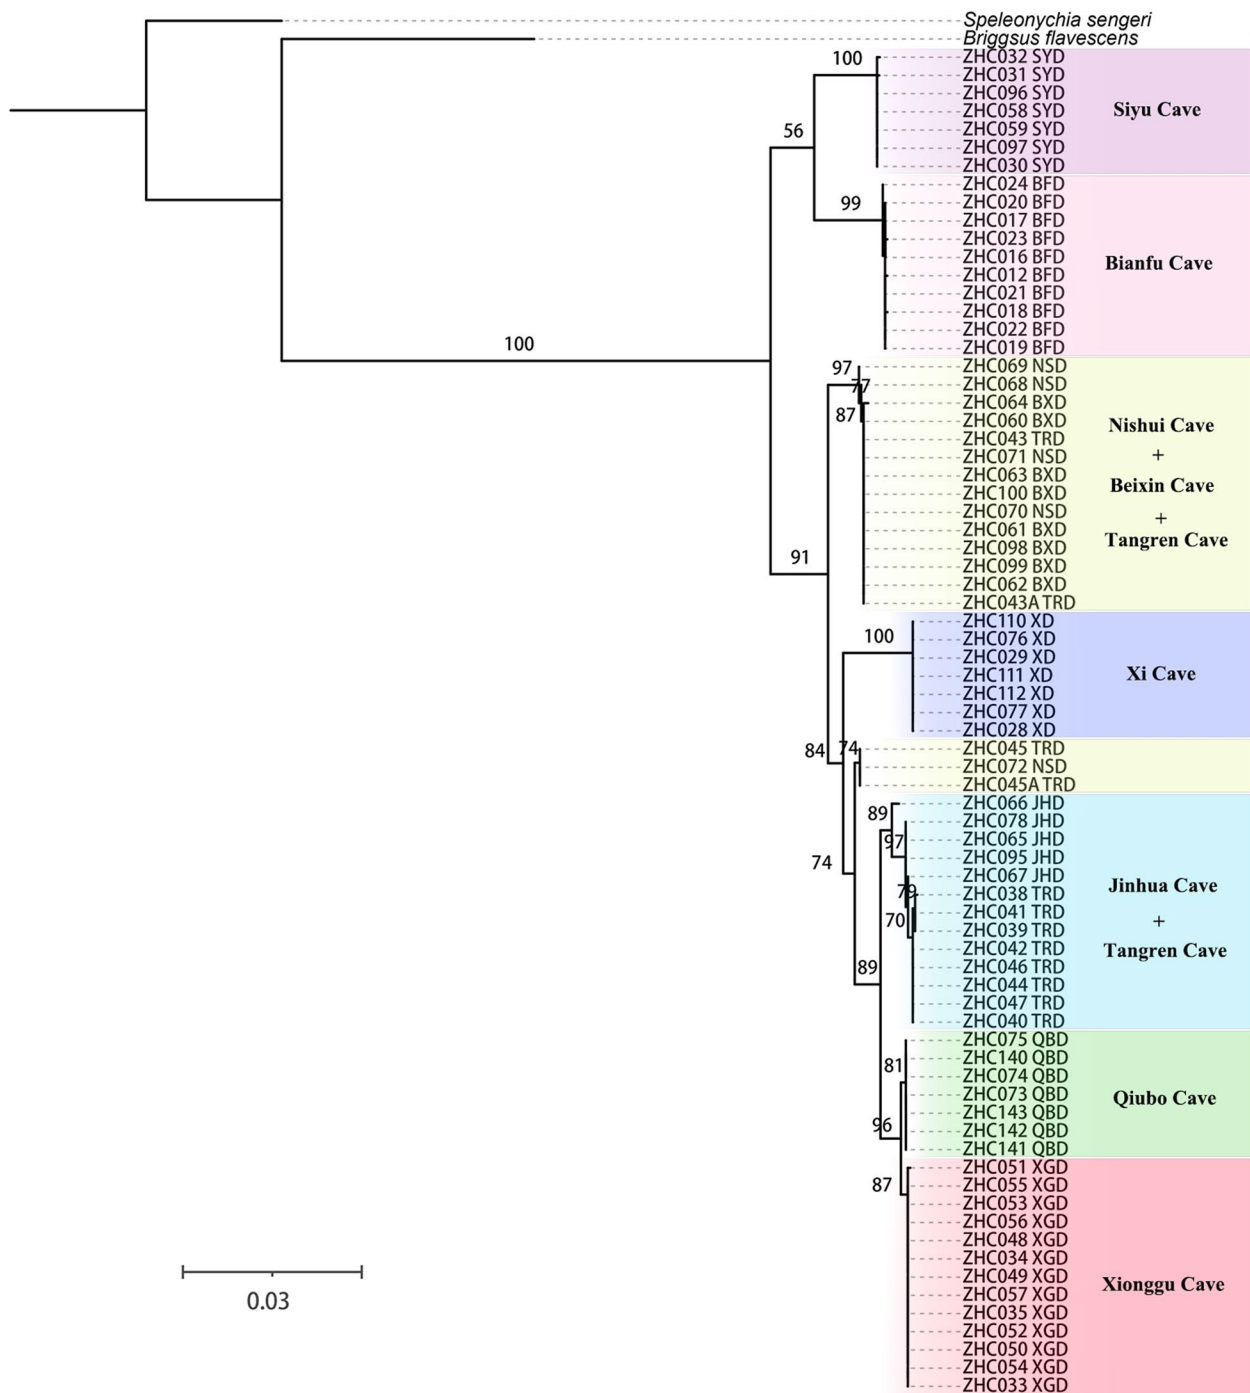 Speleonychia sengeri
Briggsus flavescens
ZHC032 SYD
100
ZHC031 SYD
ZHC096 SYD
Siyu Cave
ZHC058 SYD
ZHC059 SYD
56
ZHC097 SYD
ZHC030 SYD
ZHC024 BFD
ZHC020 BFD
99
ZHC017 BFD
ZHC023 BFD
ZHC016 BFD
Bianfu Cave
ZHC012 BFD
ZHC021 BFD
ZHC018 BFD
ZHC022 BFD
100
ZHC019 BFD
97
ZHC069 NSD
77
ZHC068 NSD
ZHC064 BXD
87
ZHC060 BXD
Nishui Cave
ZHC043 TRD
ZHC071 NSD
+
ZHC063 BXD
Beixin Cave
ZHC100 BXD
ZHC070 NSD
+
ZHC061 BXD
Tangren Cave
ZHC098 BXD
91
ZHC099 BXD
ZHC062 BXD
ZHC043A TRD
ZHC110 XD
100
ZHC076 XD
ZHC029 XD
Xi Cave
ZHC111 XD
ZHC112 XD
ZHC077 XD
ZHC028 XD
84
74
ZHC045 TRD
ZHC072 NSD
ZHC045A TRD
ZHC066 JHD
89
ZHC078 JHD
97
ZHC065 JHD
74
ZHC095 JHD
ZHC067 JHD
Jinhua Cave
79
ZHC038 TRD
70
ZHC041 TRD
+
ZHC039 TRD
ZHC042 TRD
Tangren Cave
89
ZHC046 TRD
ZHC044 TRD
ZHC047 TRD
ZHC040 TRD
ZHC075 QBD
81
ZHC140 QBD
ZHC074 QBD
ZHC073 QBD
Qiubo Cave
ZHC143 QBD
96
ZHC142 QBD
ZHC141 QBD
ZHC051 XGD
87
ZHC055 XGD
ZHC053 XGD
ZHC056 XGD
ZHC048 XGD
ZHC034 XGD
ZHC049 XGD
Xionggu Cave
ZHC057 XGD
0.03
ZHC035 XGD
ZHC052 XGD
ZHC050 XGD
ZHC054 XGD
ZHC033 XGD